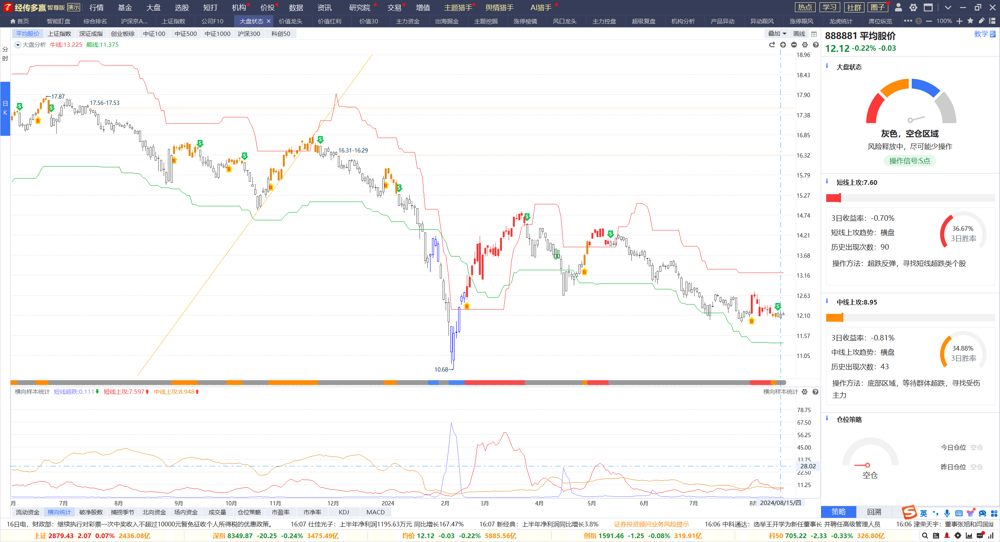 经传多赢 智尊版 演示 行情 基金 大盘 选股 短打 机构 价投 数据 资讯 研究院 交易 增值 主题猎手 舆情猎手 AI猎手 热点 学习 社群 圈子
首页 智能盯盘 综合排名 沪深京A... 上证指数 公司F10 大盘状态 价值龙头 价值红利 价值30 主力资金 出海掘金 主题挖掘 涨停棱镜 风口龙头 主力控盘 超级复盘 机构分析 产品异动 异动跟风 涨停跟风 龙虎统计 席位纵览 100%
平均股价 上证指数 深证成指 创业板综 中证100 中证500 中证1000 沪深300 科创50 叠加 画线
大盘分析 牛线:13.225 熊线:11.375
分时
日K
18.96
18.43
17.90
17.38
16.85
16.32
15.79
15.27
14.74
14.21
13.68
13.16
12.63
12.10
11.57
11.05
←17.87
17.56-17.53
16.31-16.29
10.68→
S B S B S B S B S B S B S B S B S
横向样本统计 短线超跌:0.111 短线上攻:7.597 中线上攻:8.948 横向样本统计
78.75
67.50
56.25
45.00
33.75
28.02
22.50
11.25
月 7月 8月 9月 10月 11月 12月 2024 2月 3月 4月 5月 6月 7月 8月 2024/08/15/四
流动资金 横向统计 破净股数 捕捞季节 北向资金 场内资金 成交量 仓位策略 市盈率 市净率 KDJ MACD
888881 平均股价 教学
12.12 -0.22% -0.03
大盘状态
灰色，空仓区域
风险释放中，尽可能少操作
操作信号:S点
短线上攻:7.60
3日收益率：-0.70%
短线上攻趋势：横盘
历史出现次数：90
36.67%
3日胜率
操作方法：超跌反弹，寻找短线超跌类个股
中线上攻:8.95
3日收益率：-0.81%
中线上攻趋势：横盘
历史出现次数：43
34.88%
3日胜率
操作方法：底部区域，等待群体超跌，寻找受伤
主力
仓位策略
空仓
今日仓位 空仓
昨日仓位 空仓
策略 回溯 英
16日电，财政部：继续执行对彩票一次中奖收入不超过10000元暂免征收个人所得税的优惠政策。 16:07 仕佳光子：上半年净利润1195.63万元 同比增长167.47% 16:07 新经典：上半年净利润同比增长3.8% 证券投资顾问业务风险提示 16:06 中科通达：选举王开学为新任董事长 并聘任高级管理人员 16:06 津荣天宇：董事张旭和闫国斌
上证 2879.43 2.07 0.07% 2436.08亿 深指 8349.87 -20.25 -0.24% 3475.49亿 均价 12.12 -0.03 -0.22% 5885.56亿 创指 1591.46 -1.25 -0.08% 319.91亿 科50 705.22 -2.33 -0.33% 326.80亿